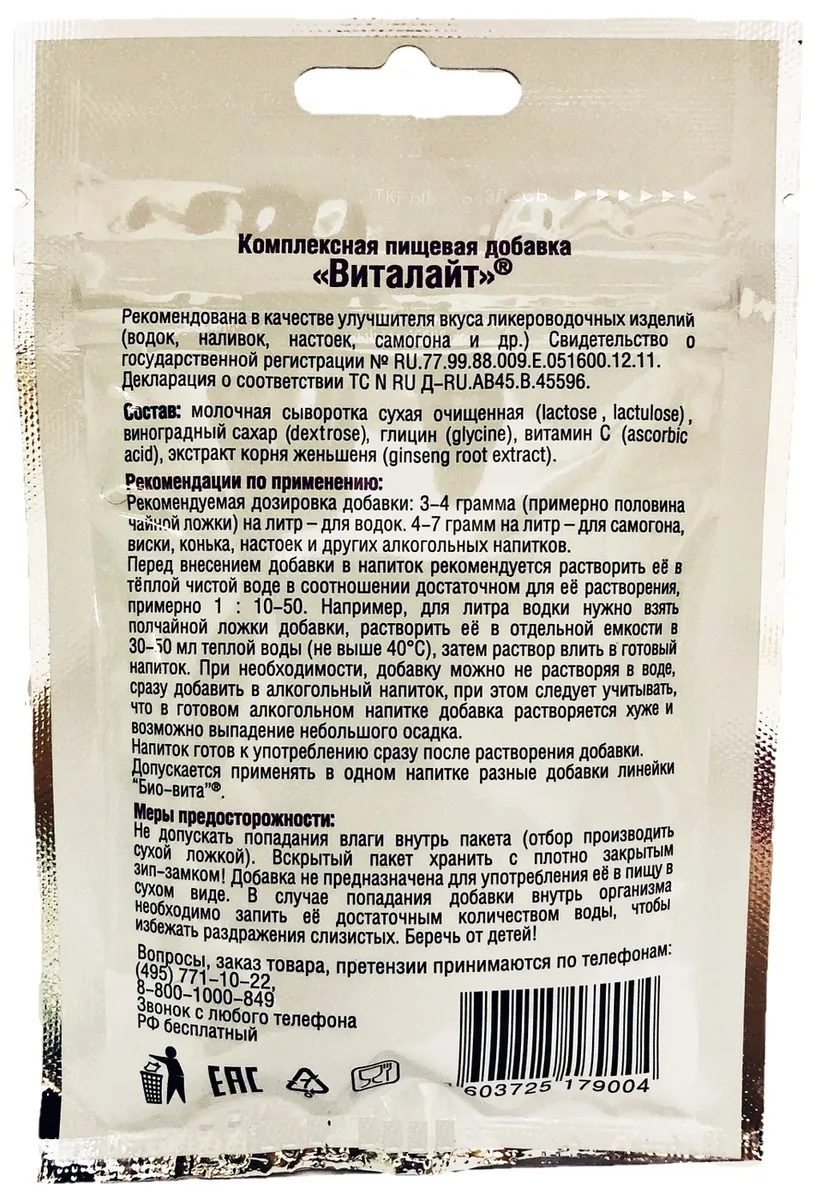 ОТКРЫВАТЬ ЗДЕСЬ
Комплексная пищевая добавка
«Виталайт»®
Рекомендована в качестве улучшителя вкуса ликероводочных изделий
(водок, наливок, настоек, самогона и др.) Свидетельство о
государственной регистрации № RU.77.99.88.009.E.051600.12.11.
Декларация о соответствии ТС N RU Д–RU.АВ45.В.45596.
Состав: молочная сыворотка сухая очищенная (lactose , lactulose),
виноградный сахар (dextrose), глицин (glycine), витамин С (ascorbic
acid), экстракт корня женьшеня (ginseng root extract).
Рекомендации по применению:
Рекомендуемая дозировка добавки: 3–4 грамма (примерно половина
чайной ложки) на литр – для водок. 4–7 грамм на литр – для самогона,
виски, конька, настоек и других алкогольных напитков.
Перед внесением добавки в напиток рекомендуется растворить её в
тёплой чистой воде в соотношении достаточном для её растворения,
примерно 1 : 10–50. Например, для литра водки нужно взять
полчайной ложки добавки, растворить её в отдельной емкости в
30–50 мл теплой воды (не выше 40°С), затем раствор влить в готовый
напиток. При необходимости, добавку можно не растворяя в воде,
сразу добавить в алкогольный напиток, при этом следует учитывать,
что в готовом алкогольном напитке добавка растворяется хуже и
возможно выпадение небольшого осадка.
Напиток готов к употреблению сразу после растворения добавки.
Допускается применять в одном напитке разные добавки линейки
"Био–вита"®.
Меры предосторожности:
Не допускать попадания влаги внутрь пакета (отбор производить
сухой ложкой). Вскрытый пакет хранить с плотно закрытым
зип–замком! Добавка не предназначена для употребления её в пищу в
сухом виде. В случае попадания добавки внутрь организма
необходимо запить её достаточным количеством воды, чтобы
избежать раздражения слизистых. Беречь от детей!
Вопросы, заказ товара, претензии принимаются по телефонам:
(495) 771–10–22,
8–800–1000–849
Звонок с любого телефона
РФ бесплатный
ЕАС
7
603725 179004